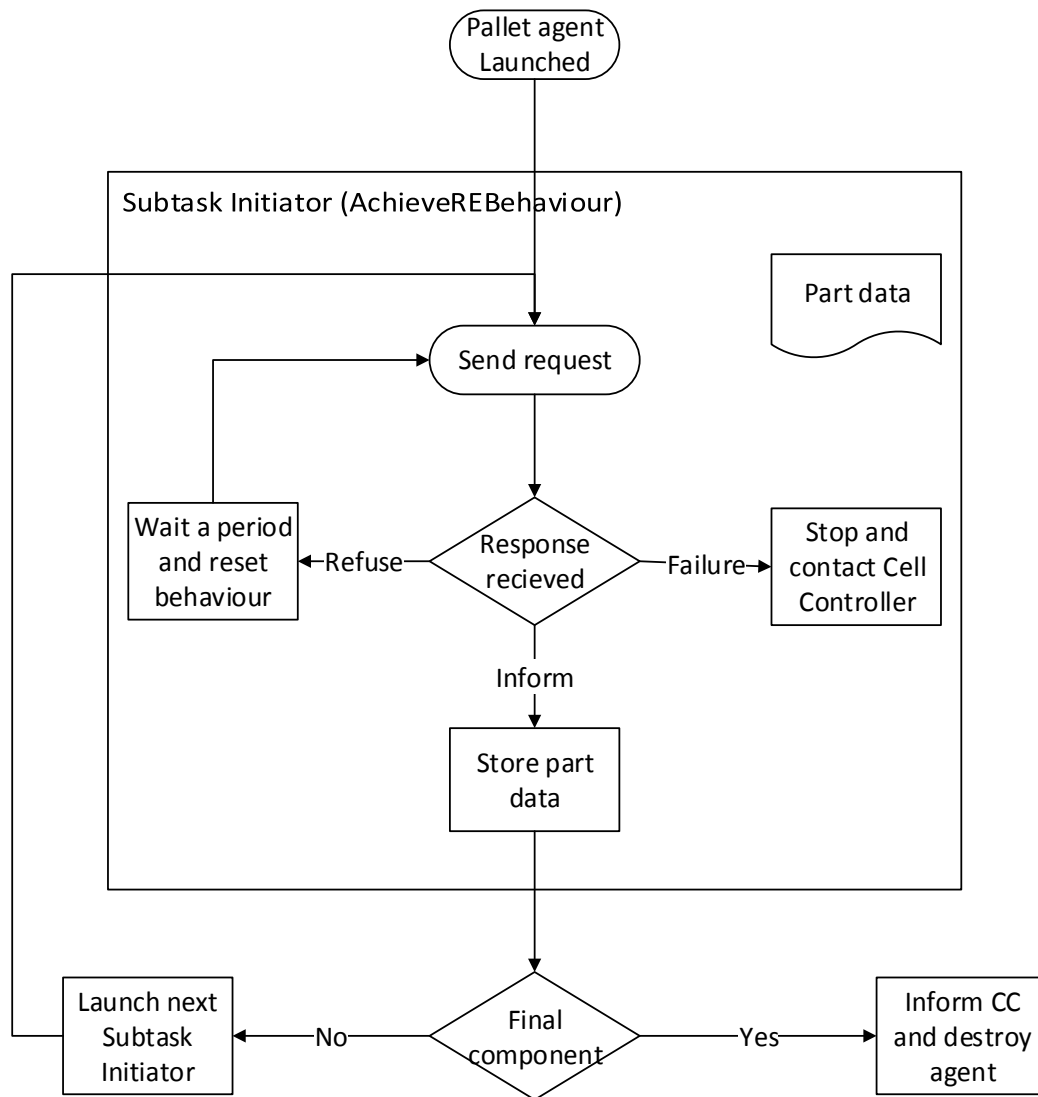 Pallet agent
Launched
Subtask Initiator (AchieveREBehaviour)
Part data
Send request
Wait a period
and reset
behaviour
Refuse
Response
recieved
Failure
Stop and
contact Cell
Controller
Inform
Store part
data
Launch next
Subtask
Initiator
No
Final
component
Yes
Inform CC
and destroy
agent